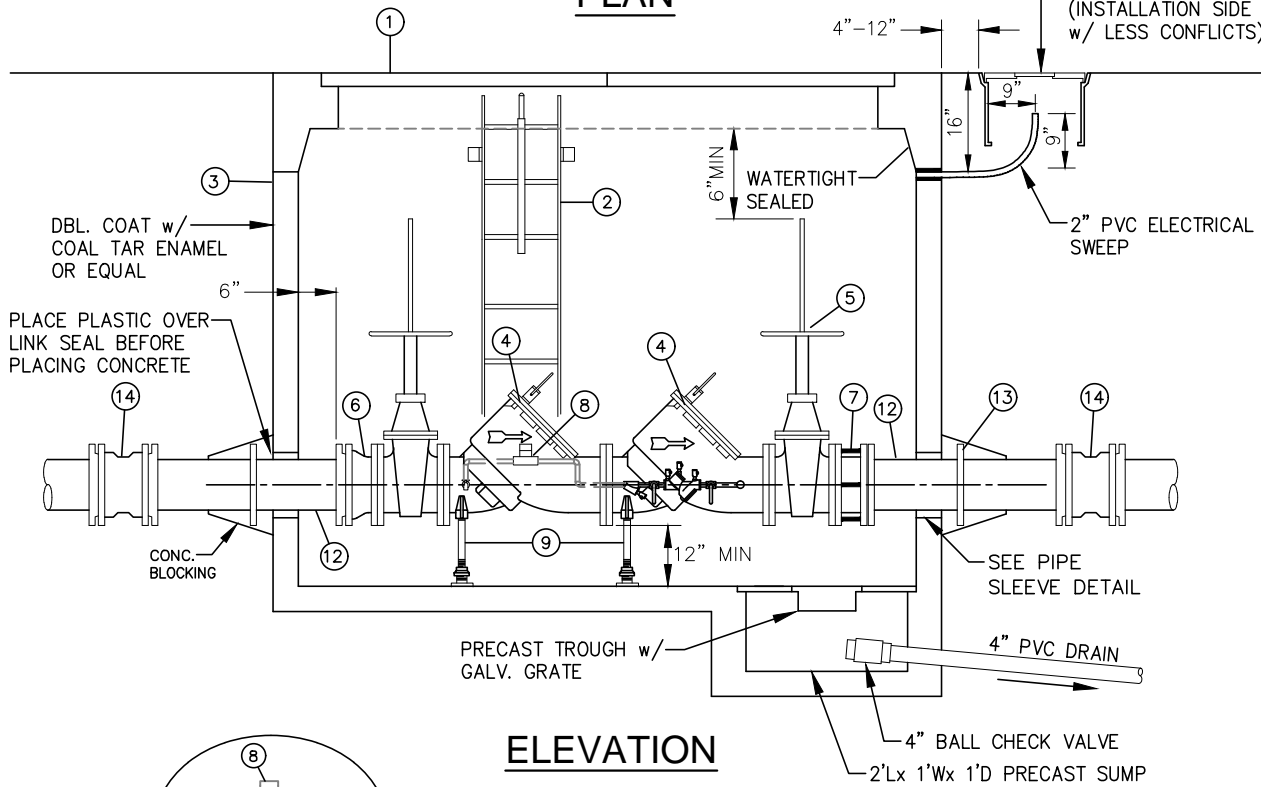 PLAN
(INSTALLATION SIDE
w/ LESS CONFLICTS)
4"-12"
1
9"
16"
9"
6"MIN
WATERTIGHT
SEALED
3
2
DBL. COAT w/
COAL TAR ENAMEL
OR EQUAL
2" PVC ELECTRICAL
SWEEP
6"
5
PLACE PLASTIC OVER
LINK SEAL BEFORE
PLACING CONCRETE
4
4
14
6
8
7
12
13
14
CONC.
BLOCKING
12
9
12" MIN
SEE PIPE
SLEEVE DETAIL
PRECAST TROUGH w/
GALV. GRATE
4" PVC DRAIN
ELEVATION
4" BALL CHECK VALVE
2'Lx 1'Wx 1'D PRECAST SUMP
8